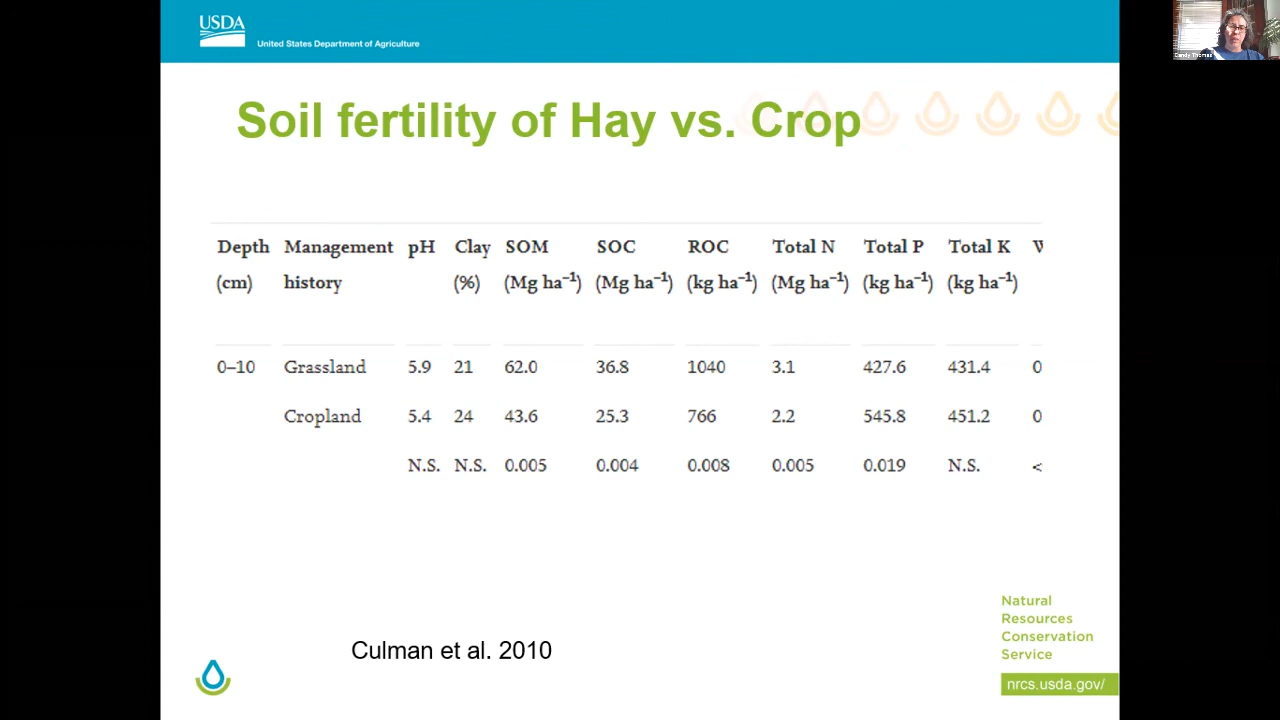 USDA
United States Department of Agriculture
Candy Thomas
Soil fertility of Hay vs. Crop
Depth Management pH Clay SOM SOC ROC Total N Total P Total K
(cm) history (%) (Mg ha⁻¹) (Mg ha⁻¹) (kg ha⁻¹) (Mg ha⁻¹) (kg ha⁻¹) (kg ha⁻¹)
0–10 Grassland 5.9 21 62.0 36.8 1040 3.1 427.6 431.4 0
Cropland 5.4 24 43.6 25.3 766 2.2 545.8 451.2 0
N.S. N.S. 0.005 0.004 0.008 0.005 0.019 N.S. <
Culman et al. 2010
Natural
Resources
Conservation
Service
nrcs.usda.gov/